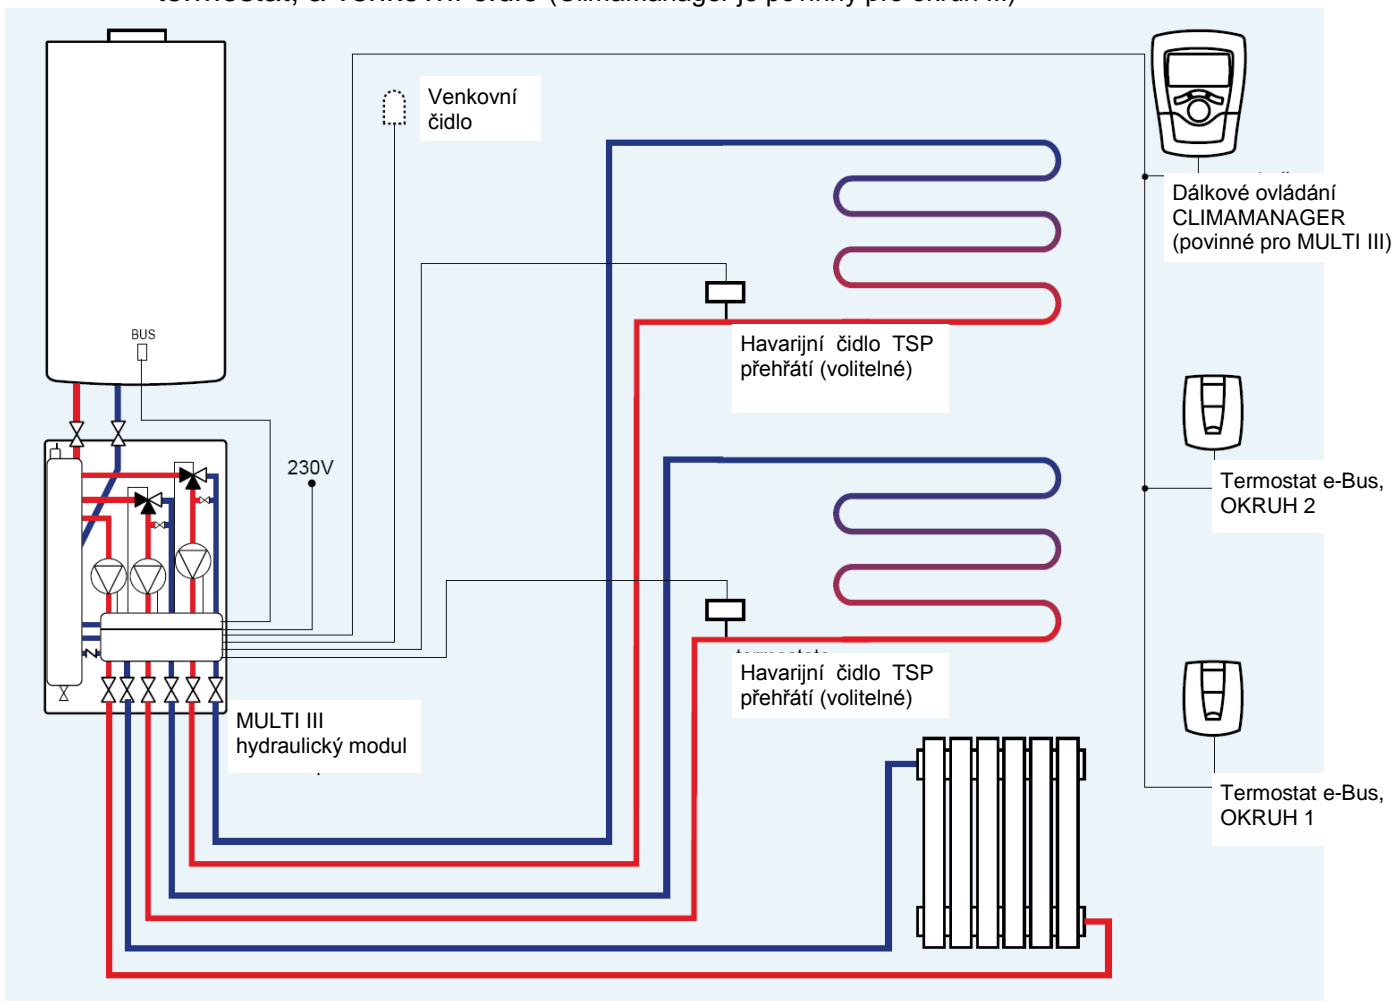 Venkovní
čidlo
Dálkové ovládání
CLIMAMANAGER
(povinné pro MULTI III)
BUS
Havarijní čidlo TSP
přehřátí (volitelné)
230V
Termostat e-Bus,
OKRUH 2
Havarijní čidlo TSP
přehřátí (volitelné)
MULTI III
hydraulický modul
Termostat e-Bus,
OKRUH 1